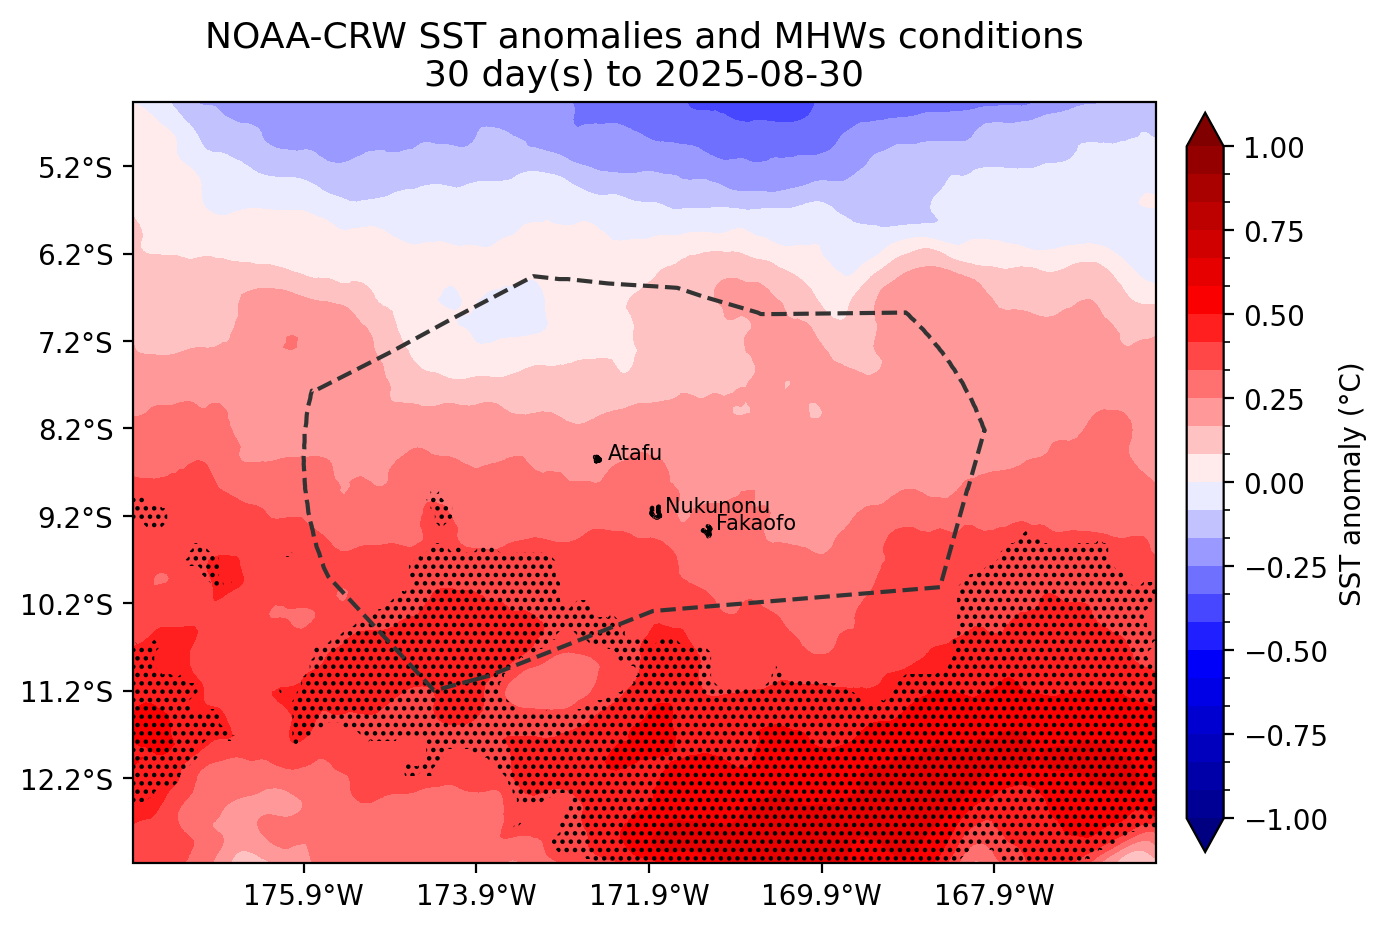 NOAA-CRW SST anomalies and MHWs conditions
30 day(s) to 2025-08-30
5.2°S
6.2°S
7.2°S
8.2°S
9.2°S
10.2°S
11.2°S
12.2°S
Atafu
Nukunonu
Fakaofo
175.9°W
173.9°W
171.9°W
169.9°W
167.9°W
1.00
0.75
0.50
0.25
0.00
−0.25
−0.50
−0.75
−1.00
SST anomaly (°C)